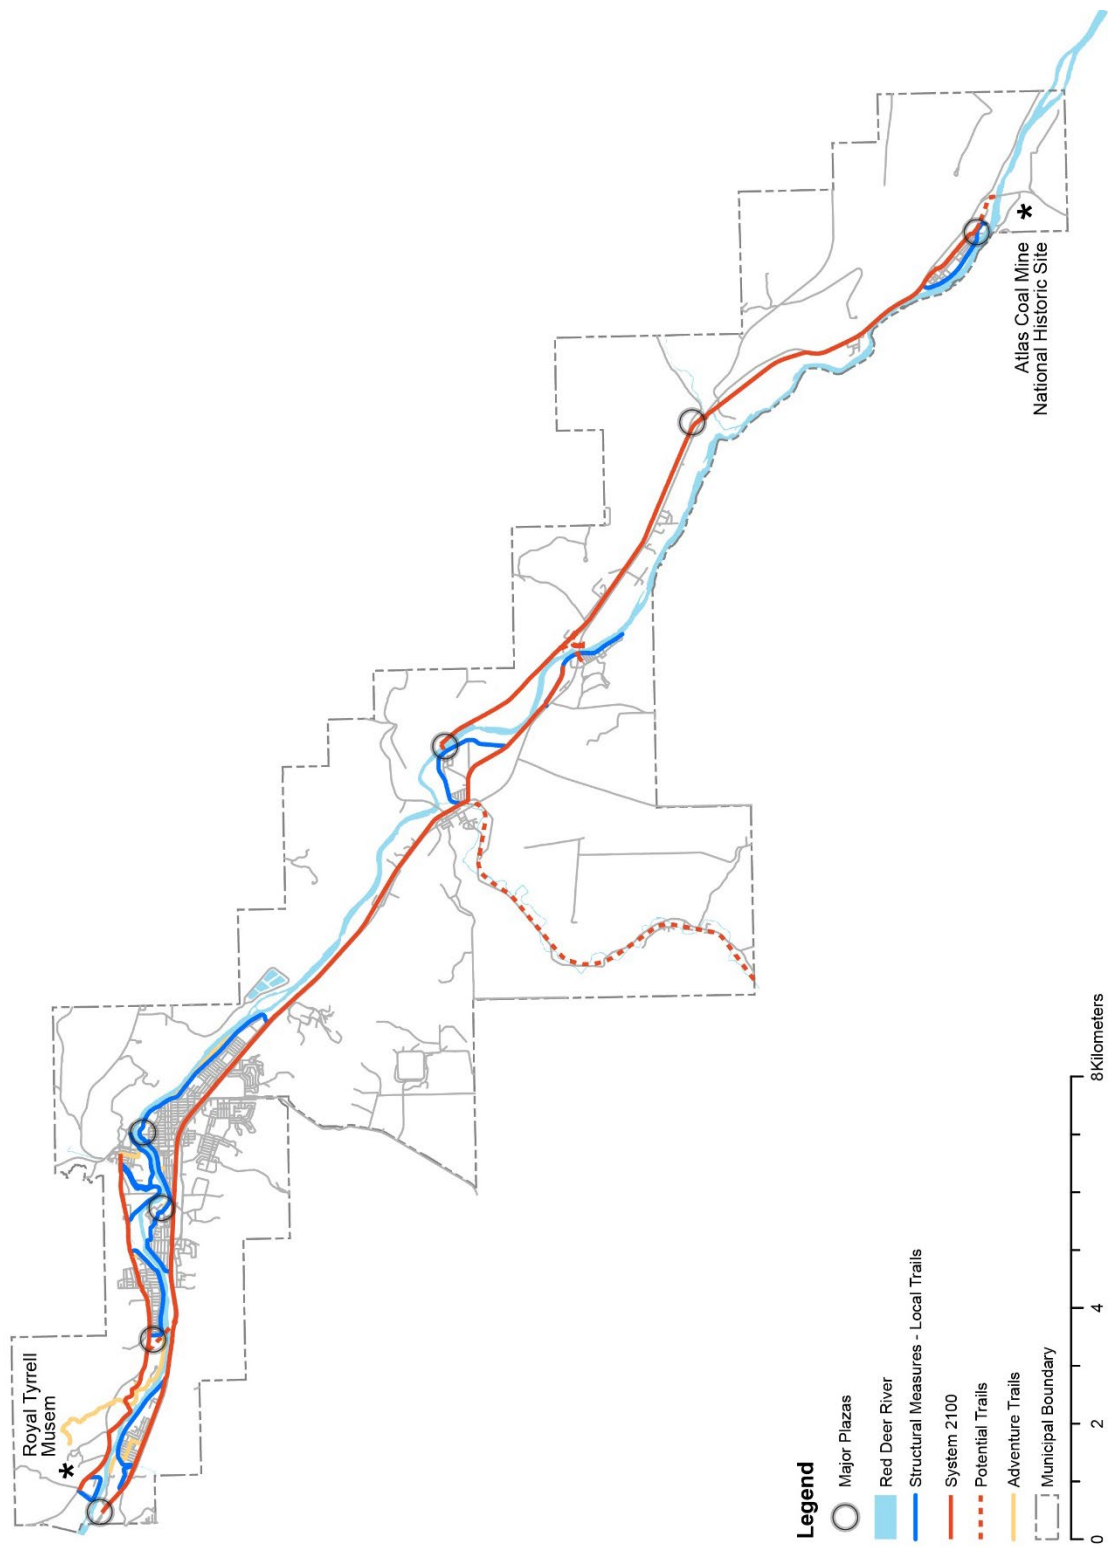 Royal Tyrrell
Musem
*
Atlas Coal Mine
National Historic Site
*
Legend
Major Plazas
Red Deer River
Structural Measures - Local Trails
System 2100
Potential Trails
Adventure Trails
Municipal Boundary
0 2 4 8Kilometers